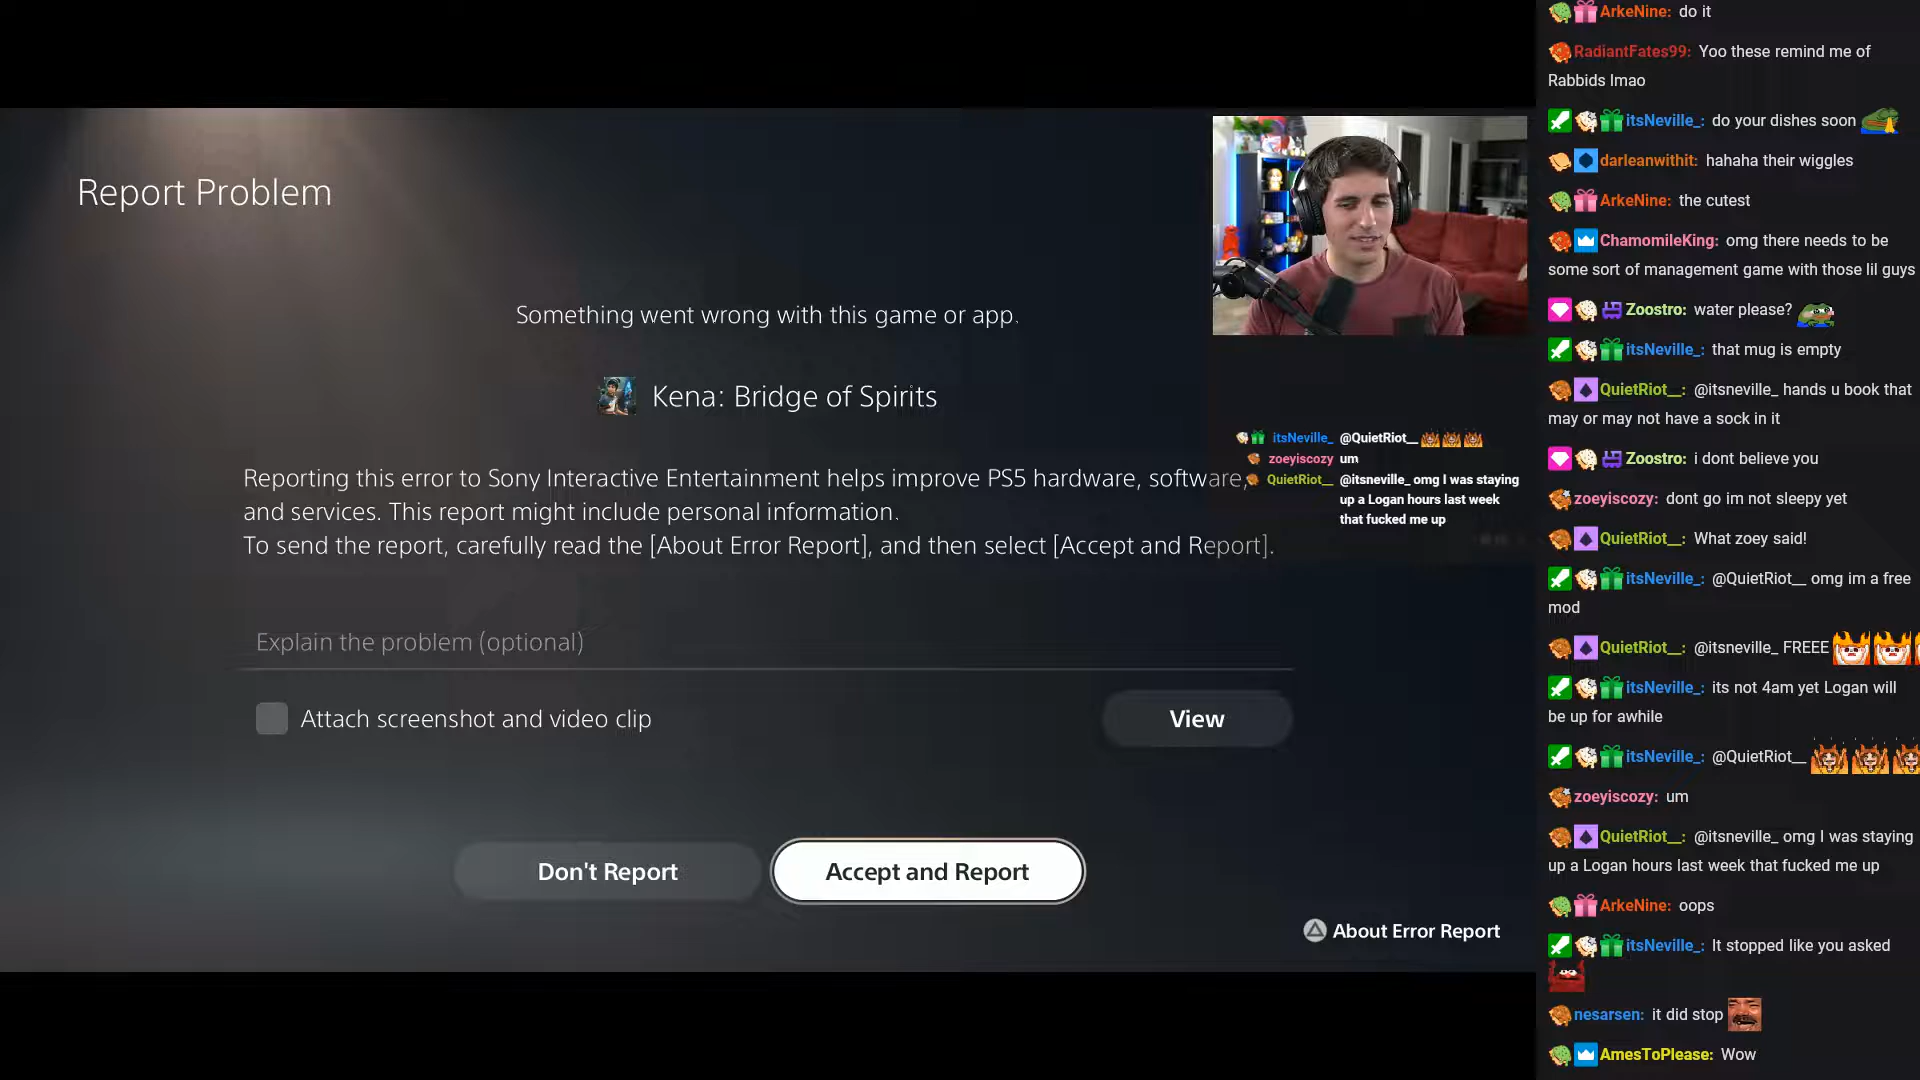 Report Problem
Something went wrong with this game or app.
Kena: Bridge of Spirits
Reporting this error to Sony Interactive Entertainment helps improve PS5 hardware, software,
and services. This report might include personal information.
To send the report, carefully read the [About Error Report], and then select [Accept and Report].
Explain the problem (optional)
Attach screenshot and video clip
View
Don't Report
Accept and Report
About Error Report
itsNeville_ @QuietRiot__
zoeyiscozy um
QuietRiot__ @itsneville_ omg I was staying
up a Logan hours last week
that fucked me up
ArkeNine: do it
RadiantFates99: Yoo these remind me of
Rabbids lmao
itsNeville_: do your dishes soon
darleanwithit: hahaha their wiggles
ArkeNine: the cutest
ChamomileKing: omg there needs to be
some sort of management game with those lil guys
Zoostro: water please?
itsNeville_: that mug is empty
QuietRiot__: @itsneville_ hands u book that
may or may not have a sock in it
Zoostro: i dont believe you
zoeyiscozy: dont go im not sleepy yet
QuietRiot__: What zoey said!
itsNeville_: @QuietRiot__ omg im a free
mod
QuietRiot__: @itsneville_ FREEE
itsNeville_: its not 4am yet Logan will
be up for awhile
itsNeville_: @QuietRiot__
zoeyiscozy: um
QuietRiot__: @itsneville_ omg I was staying
up a Logan hours last week that fucked me up
ArkeNine: oops
itsNeville_: It stopped like you asked
nesarsen: it did stop
AmesToPlease: Wow